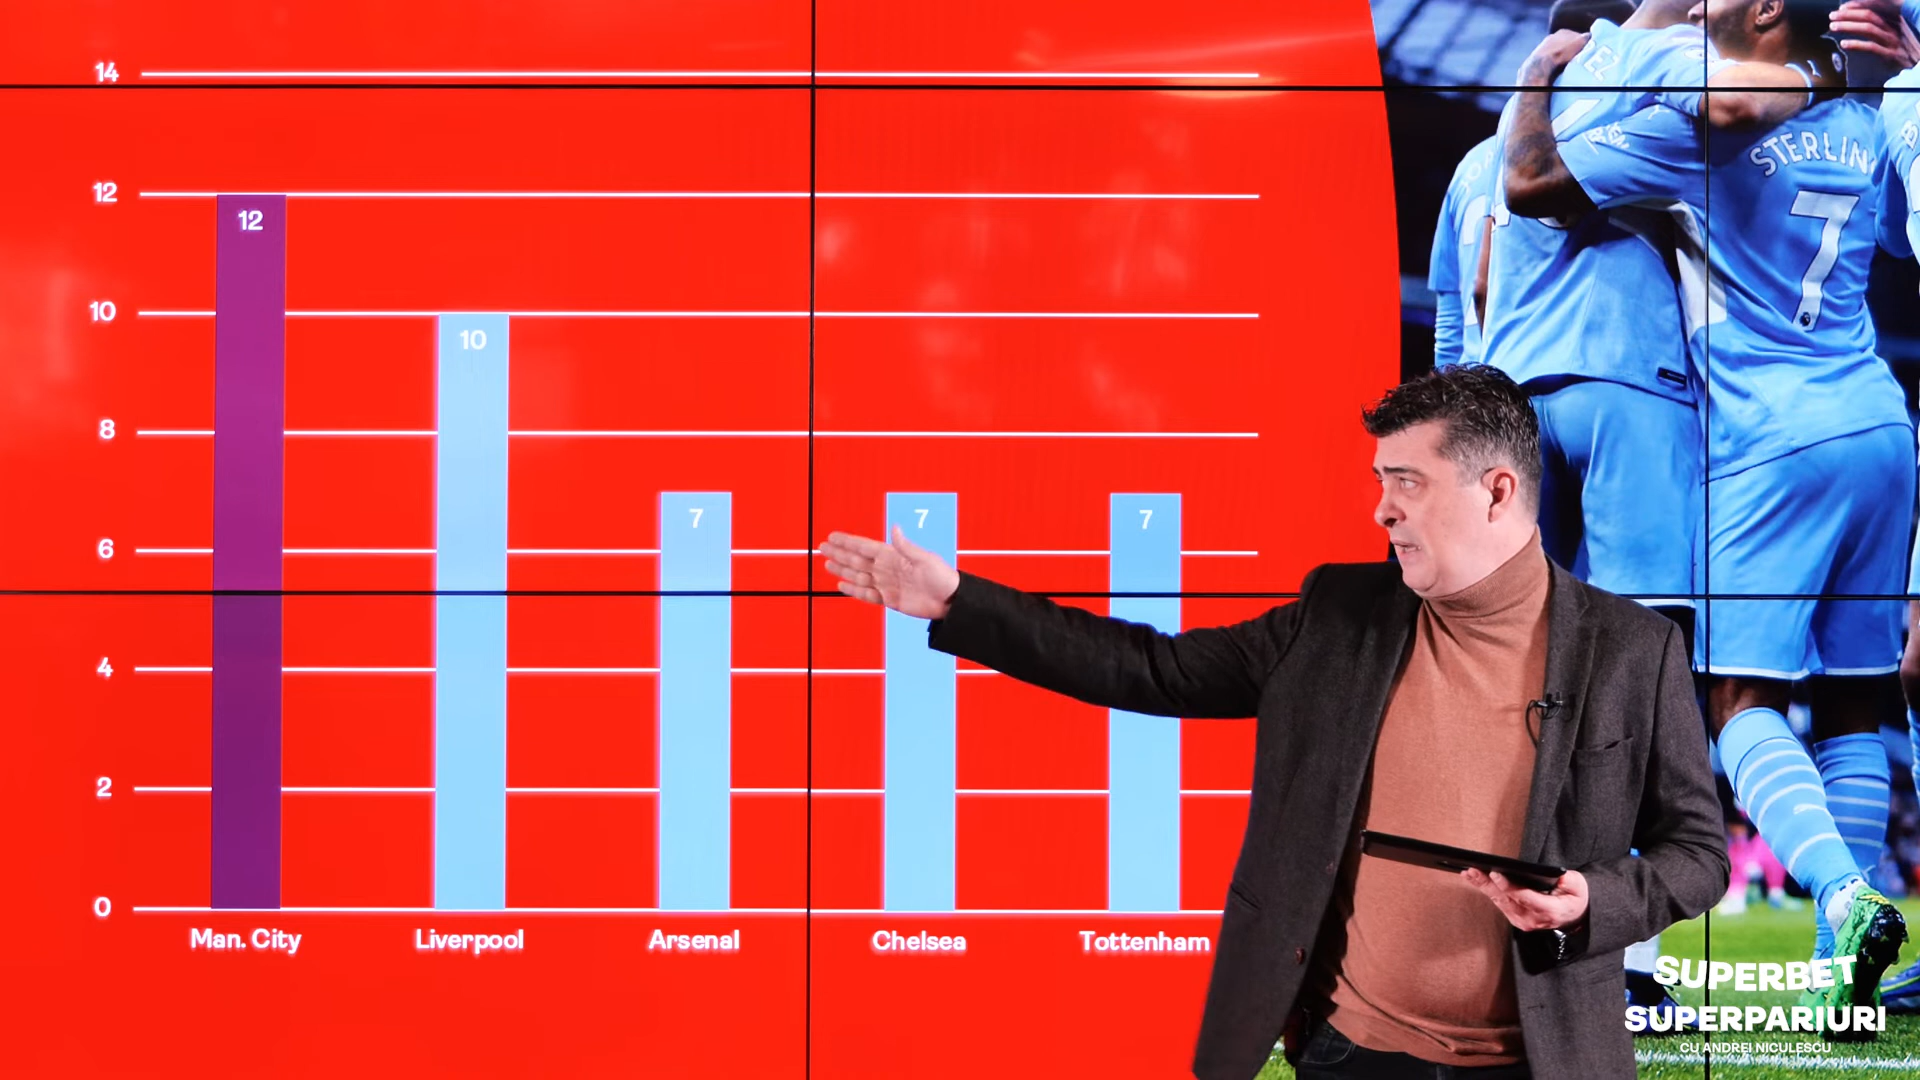 14
12
12
10
10
8
7
7
7
6
4
2
0
Man. City
Liverpool
Arsenal
Chelsea
Tottenham
STERLIN
7
SUPERBET
SUPERPARIURI
CU ANDREI NICULESCU